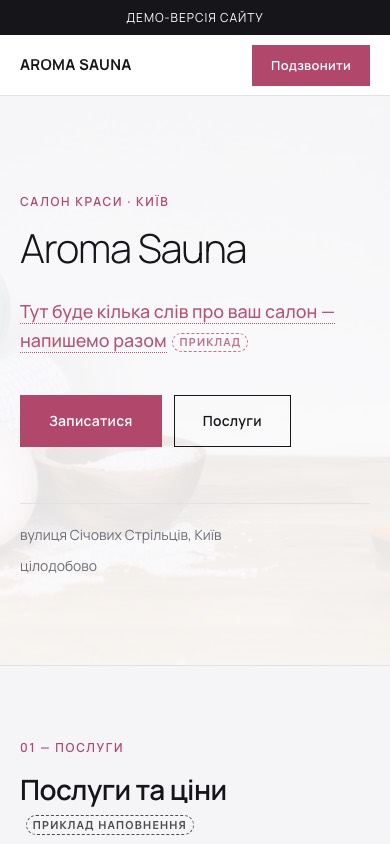 ДЕМО-ВЕРСІЯ САЙТУ
AROMA SAUNA
Подзвонити
САЛОН КРАСИ · КИЇВ
Aroma Sauna
Тут буде кілька слів про ваш салон —
напишемо разом ПРИКЛАД
Записатися
Послуги
вулиця Січових Стрільців, Київ
цілодобово
01 — ПОСЛУГИ
Послуги та ціни
ПРИКЛАД НАПОВНЕННЯ